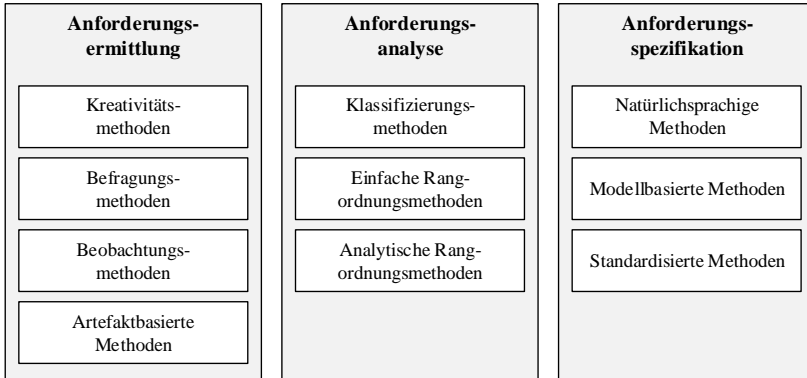 Anforderungs-
ermittlung
Kreativitäts-
methoden
Befragungs-
methoden
Beobachtungs-
methoden
Artefaktbasierte
Methoden
Anforderungs-
analyse
Klassifizierungs-
methoden
Einfache Rang-
ordnungsmethoden
Analytische Rang-
ordnungsmethoden
Anforderungs-
spezifikation
Natürlichsprachige
Methoden
Modellbasierte Methoden
Standardisierte Methoden